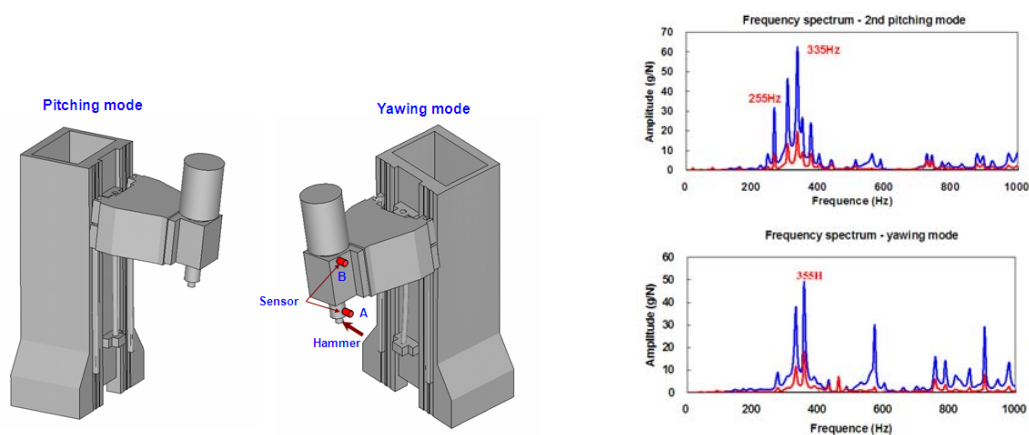 Pitching mode
Yawing mode
B
Sensor
A
Hammer
Frequency spectrum - 2nd pitching mode
Amplitude (g/N)
70
60
50
40
30
20
10
0
335Hz
255Hz
0 200 400 600 800 1000
Frequence (Hz)
Frequency spectrum - yawing mode
Amplitude (g/N)
60
50
40
30
20
10
0
355H
0 200 400 600 800 1000
Frequency (Hz)